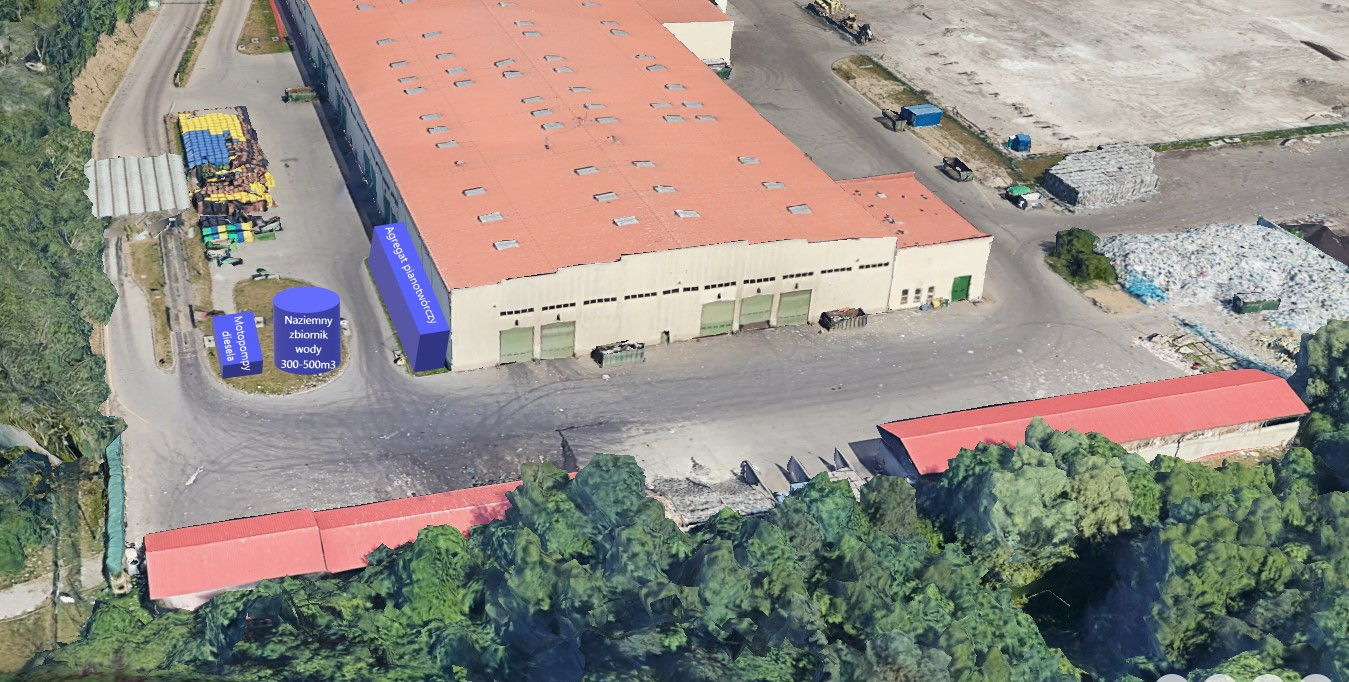 Agregat pianotwórczy
Motopompy
diesela
Naziemny
zbiornik
wody
300-500m3